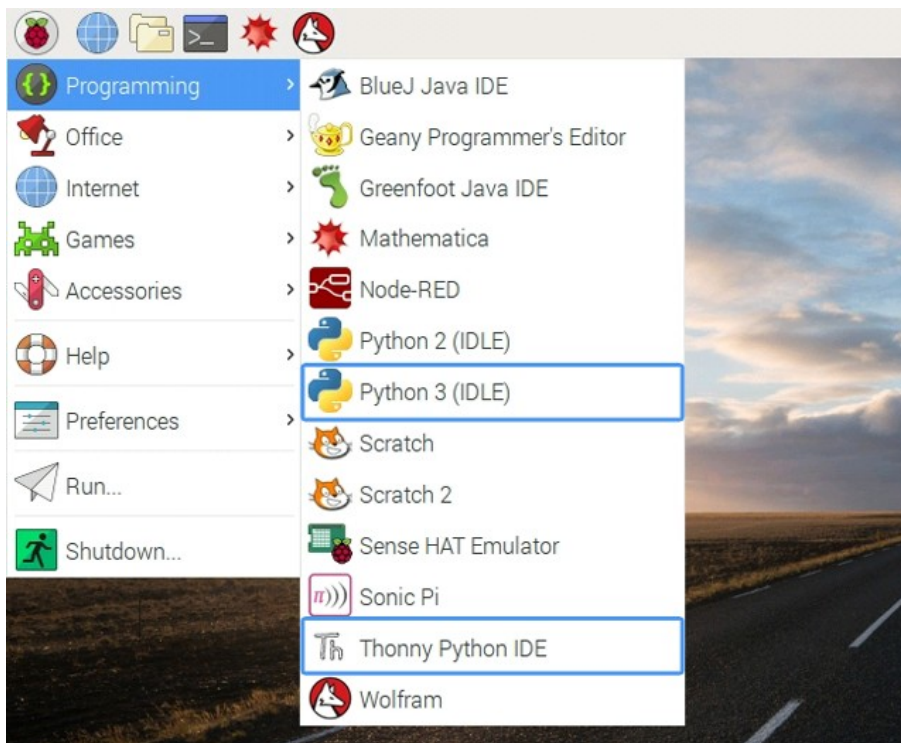 Programming
Office
Internet
Games
Accessories
Help
Preferences
Run...
Shutdown...
BlueJ Java IDE
Geany Programmer's Editor
Greenfoot Java IDE
Mathematica
Node-RED
Python 2 (IDLE)
Python 3 (IDLE)
Scratch
Scratch 2
Sense HAT Emulator
π)))
Sonic Pi
Th
Thonny Python IDE
Wolfram